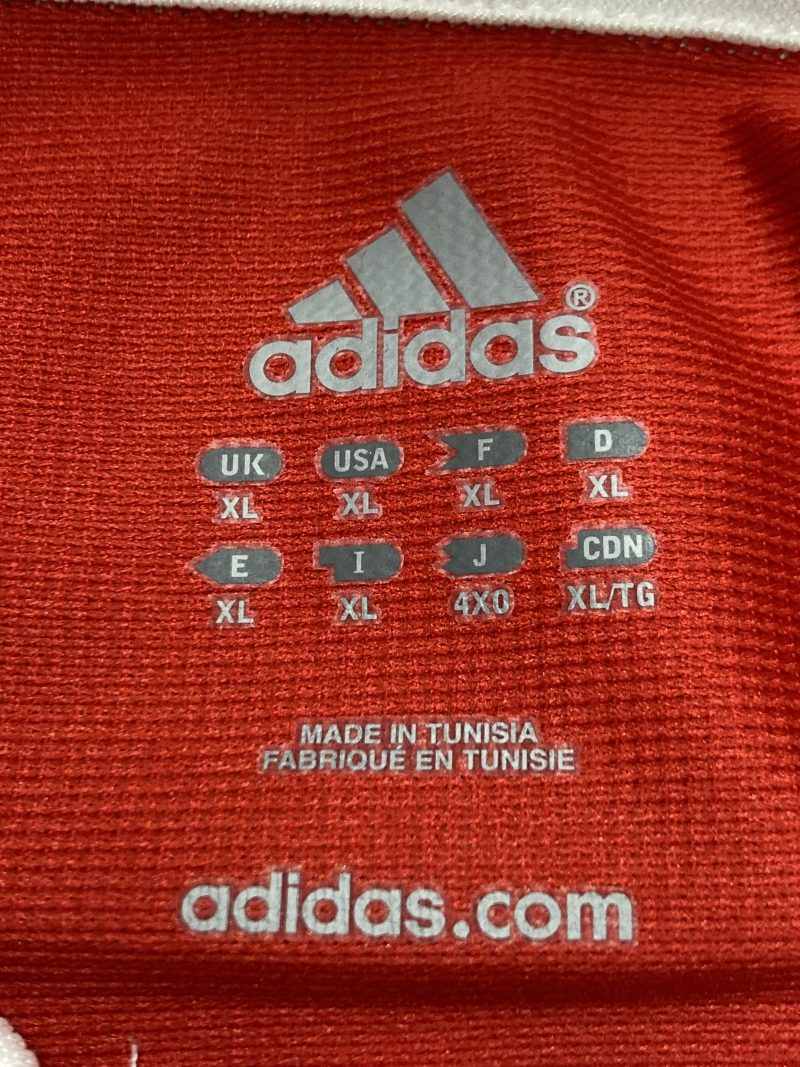 adidas®
UK USA F D
XL XL XL XL
E I J CDN
XL XL 4XO XL/TG
MADE IN TUNISIA
FABRIQUÉ EN TUNISIE
adidas.com